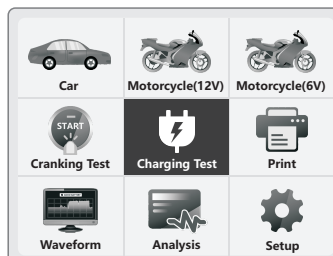 Car
Motorcycle(12V)
Motorcycle(6V)
START
Cranking Test
Charging Test
Print
Waveform
Analysis
Setup